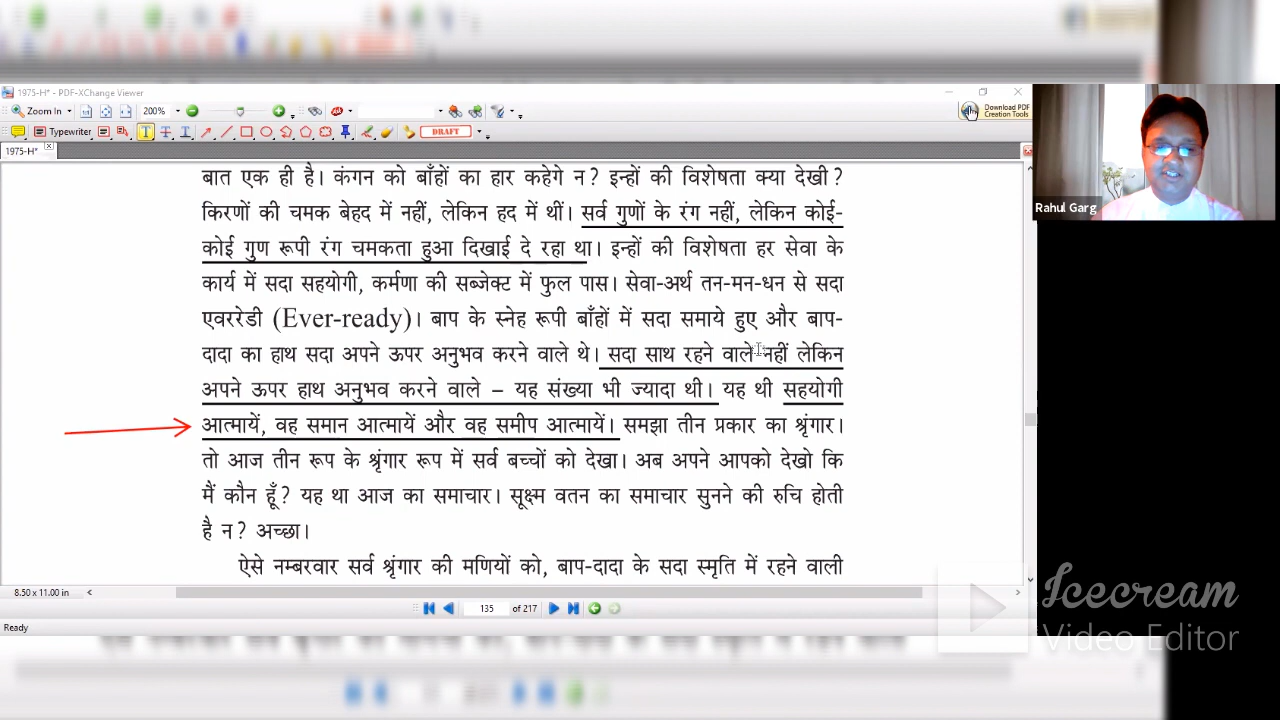 1975-H* - PDF-XChange Viewer
Zoom In
200%
Download PDF
Creation Tools
Typewriter
DRAFT
1975-H*
बात एक ही है। कंगन को बाँहों का हार कहेगे न? इन्हों की विशेषता क्या देखी?
किरणों की चमक बेहद में नहीं, लेकिन हद में थीं। सर्व गुणों के रंग नहीं, लेकिन कोई-
कोई गुण रूपी रंग चमकता हुआ दिखाई दे रहा था। इन्हों की विशेषता हर सेवा के
कार्य में सदा सहयोगी, कर्मणा की सब्जेक्ट में फुल पास। सेवा-अर्थ तन-मन-धन से सदा
एवररेडी (Ever-ready)। बाप के स्नेह रूपी बाँहों में सदा समाये हुए और बाप-
दादा का हाथ सदा अपने ऊपर अनुभव करने वाले थे। सदा साथ रहने वाले नहीं लेकिन
अपने ऊपर हाथ अनुभव करने वाले – यह संख्या भी ज्यादा थी। यह थी सहयोगी
आत्मायें, वह समान आत्मायें और वह समीप आत्मायें। समझा तीन प्रकार का श्रृंगार।
तो आज तीन रूप के श्रृंगार रूप में सर्व बच्चों को देखा। अब अपने आपको देखो कि
मैं कौन हूँ? यह था आज का समाचार। सूक्ष्म वतन का समाचार सुनने की रुचि होती
है न? अच्छा।
ऐसे नम्बरवार सर्व श्रृंगार की मणियों को, बाप-दादा के सदा स्मृति में रहने वाली
8.50 x 11.00 in
135 of 217
Ready
Rahul Garg
Icecream
Video Editor